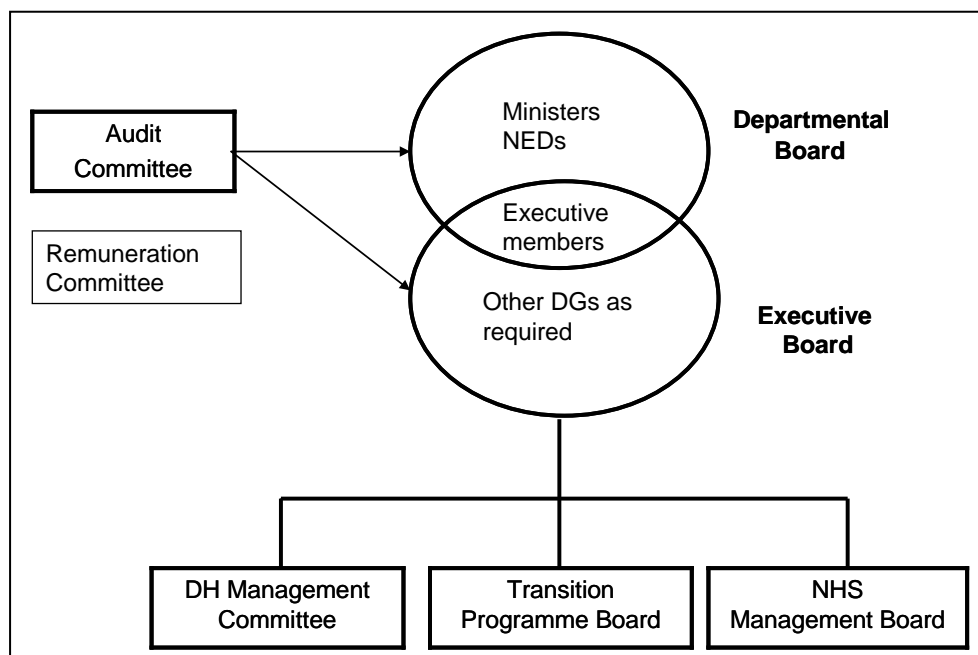 Audit
Committee
Remuneration
Committee
Ministers
NEDs
Departmental
Board
Executive
members
Other DGs as
required
Executive
Board
DH Management
Committee
Transition
Programme Board
NHS
Management Board